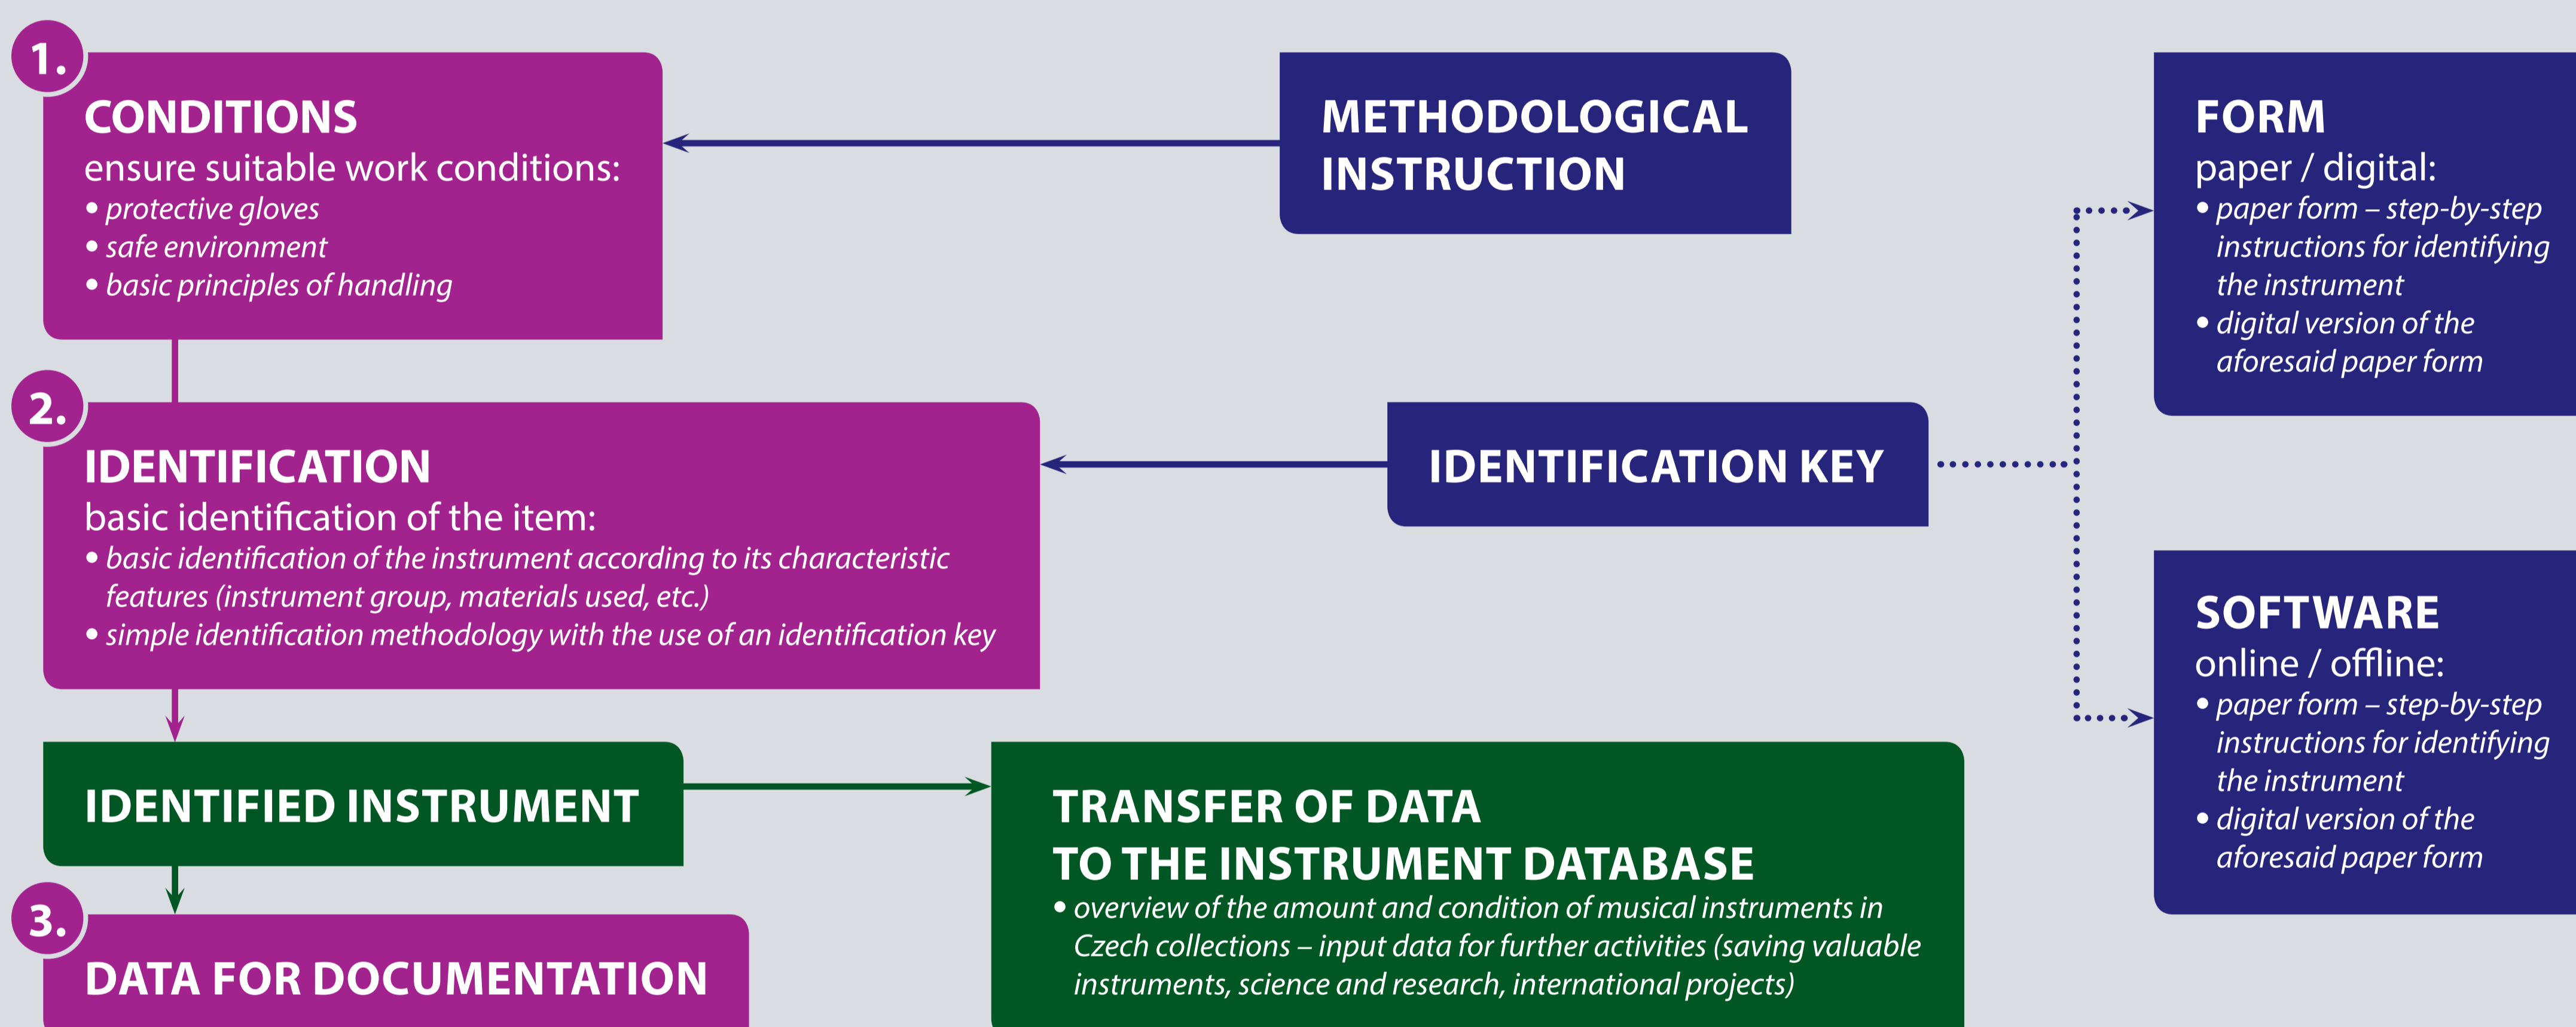 1.
CONDITIONS
ensure suitable work conditions:
• protective gloves
• safe environment
• basic principles of handling
METHODOLOGICAL
INSTRUCTION
FORM
paper / digital:
• paper form – step-by-step
instructions for identifying
the instrument
• digital version of the
aforesaid paper form
2.
IDENTIFICATION
basic identification of the item:
• basic identification of the instrument according to its characteristic
features (instrument group, materials used, etc.)
• simple identification methodology with the use of an identification key
IDENTIFICATION KEY
SOFTWARE
online / offline:
• paper form – step-by-step
instructions for identifying
the instrument
• digital version of the
aforesaid paper form
IDENTIFIED INSTRUMENT
TRANSFER OF DATA
TO THE INSTRUMENT DATABASE
• overview of the amount and condition of musical instruments in
Czech collections – input data for further activities (saving valuable
instruments, science and research, international projects)
3.
DATA FOR DOCUMENTATION